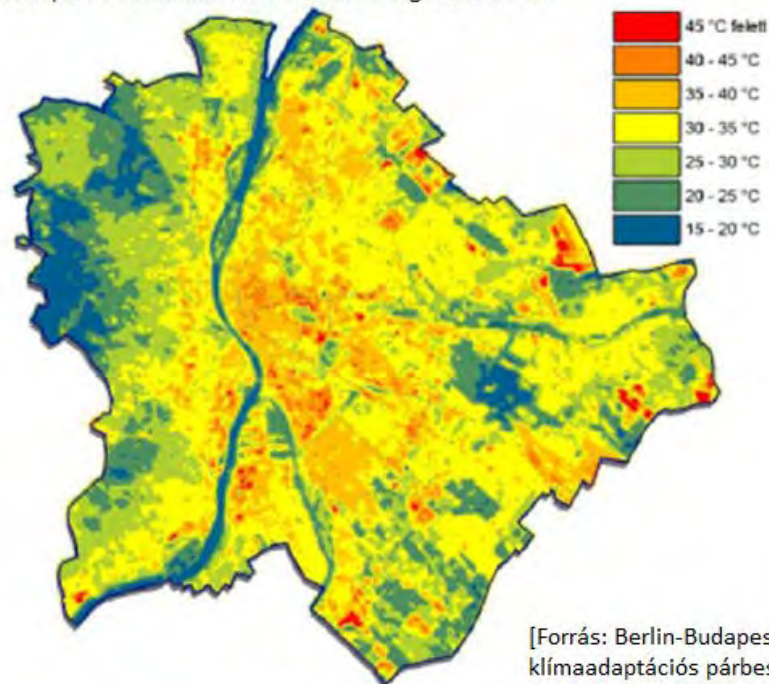 45 °C felett
40 - 45 °C
35 - 40 °C
30 - 35 °C
25 - 30 °C
20 - 25 °C
15 - 20 °C
[Forrás: Berlin-Budapes
klímaadaptációs párbes